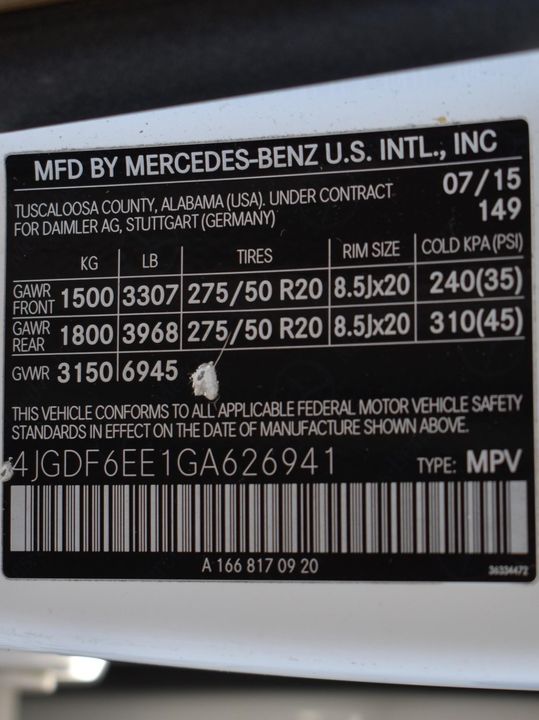 MFD BY MERCEDES-BENZ U.S. INTL., INC
TUSCALOOSA COUNTY, ALABAMA (USA). UNDER CONTRACT 07/15
FOR DAIMLER AG, STUTTGART (GERMANY) 149
KG LB TIRES RIM SIZE COLD KPA (PSI)
GAWR FRONT 1500 3307 275/50 R20 8.5Jx20 240(35)
GAWR REAR 1800 3968 275/50 R20 8.5Jx20 310(45)
GVWR 3150 6945
THIS VEHICLE CONFORMS TO ALL APPLICABLE FEDERAL MOTOR VEHICLE SAFETY
STANDARDS IN EFFECT ON THE DATE OF MANUFACTURE SHOWN ABOVE.
4JGDF6EE1GA626941 TYPE: MPV
A 166 817 09 20
36334472